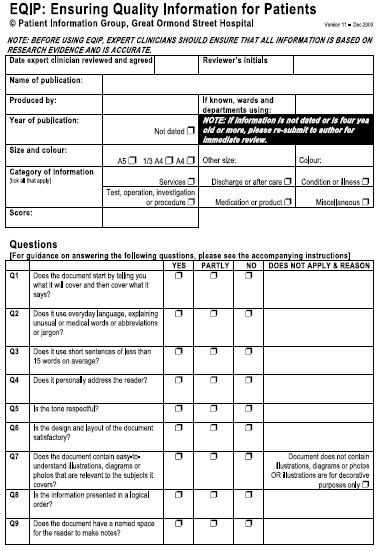 EQIP: Ensuring Quality Information for Patients
© Patient Information Group, Great Ormond Street Hospital
Version 11 • Dec 2003
NOTE: BEFORE USING EQIP, EXPERT CLINICIANS SHOULD ENSURE THAT ALL INFORMATION IS BASED ON
RESEARCH EVIDENCE AND IS ACCURATE.
Date expert clinician reviewed and agreed
Reviewer's initials
Name of publication:
Produced by:
If known, wards and
departments using:
Year of publication:
Not dated ❒
NOTE: If information is not dated or is four yea
old or more, please re-submit to author for
immediate review.
Size and colour:
A5 ❒ 1/3 A4 ❒ A4 ❒
Other size:
Colour:
Category of information
(tick all that apply)
Services ❒
Discharge or after care ❒
Condition or illness ❒
Test, operation, investigation
or procedure ❒
Medication or product ❒
Miscellaneous ❒
Score:
Questions
[For guidance on answering the following questions, please see the accompanying instructions]
YES PARTLY NO DOES NOT APPLY & REASON
Q1 Does the document start by telling you ❒ ❒ ❒
what it will cover and then cover what it
says?
Q2 Does it use everyday language, explaining ❒ ❒ ❒
unusual or medical words or abbreviations
or jargon?
Q3 Does it use short sentences of less than ❒ ❒ ❒
15 words on average?
Q4 Does it personally address the reader? ❒ ❒ ❒
Q5 Is the tone respectful? ❒ ❒ ❒
Q6 Is the design and layout of the document ❒ ❒ ❒
satisfactory?
Q7 Does the document contain easy-to- ❒ ❒ ❒ Document does not contain
understand illustrations, diagrams or illustrations, diagrams or photos
photos that are relevant to the subjects it OR illustrations are for decorative
covers? purposes only ❒
Q8 Is the information presented in a logical ❒ ❒ ❒
order?
Q9 Does the document have a named space ❒ ❒ ❒
for the reader to make notes?